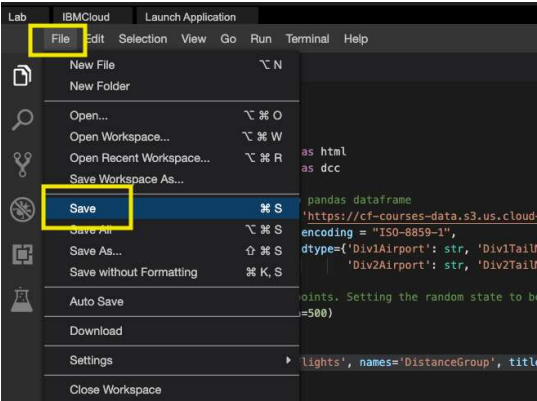 Lab IBMCloud Launch Application
File Edit Selection View Go Run Terminal Help
New File ⌥ N
New Folder
Open... ⌥ ⌘ O
Open Workspace... ⌥ ⌘ W
Open Recent Workspace... ⌥ ⌘ R
Save Workspace As...
Save ⌘ S
Save All ⌥ ⌘ S
Save As... ⇧ ⌘ S
Save without Formatting ⌘ K, S
Auto Save
Download
Settings
Close Workspace
as html
as dcc
pandas dataframe
'https://cf-courses-data.s3.us.cloud-
encoding = "ISO-8859-1",
dtype={'Div1Airport': str, 'Div1Tail
'Div2Airport': str, 'Div2Tail
oints. Setting the random state to b
=500)
lights', names='DistanceGroup', titl